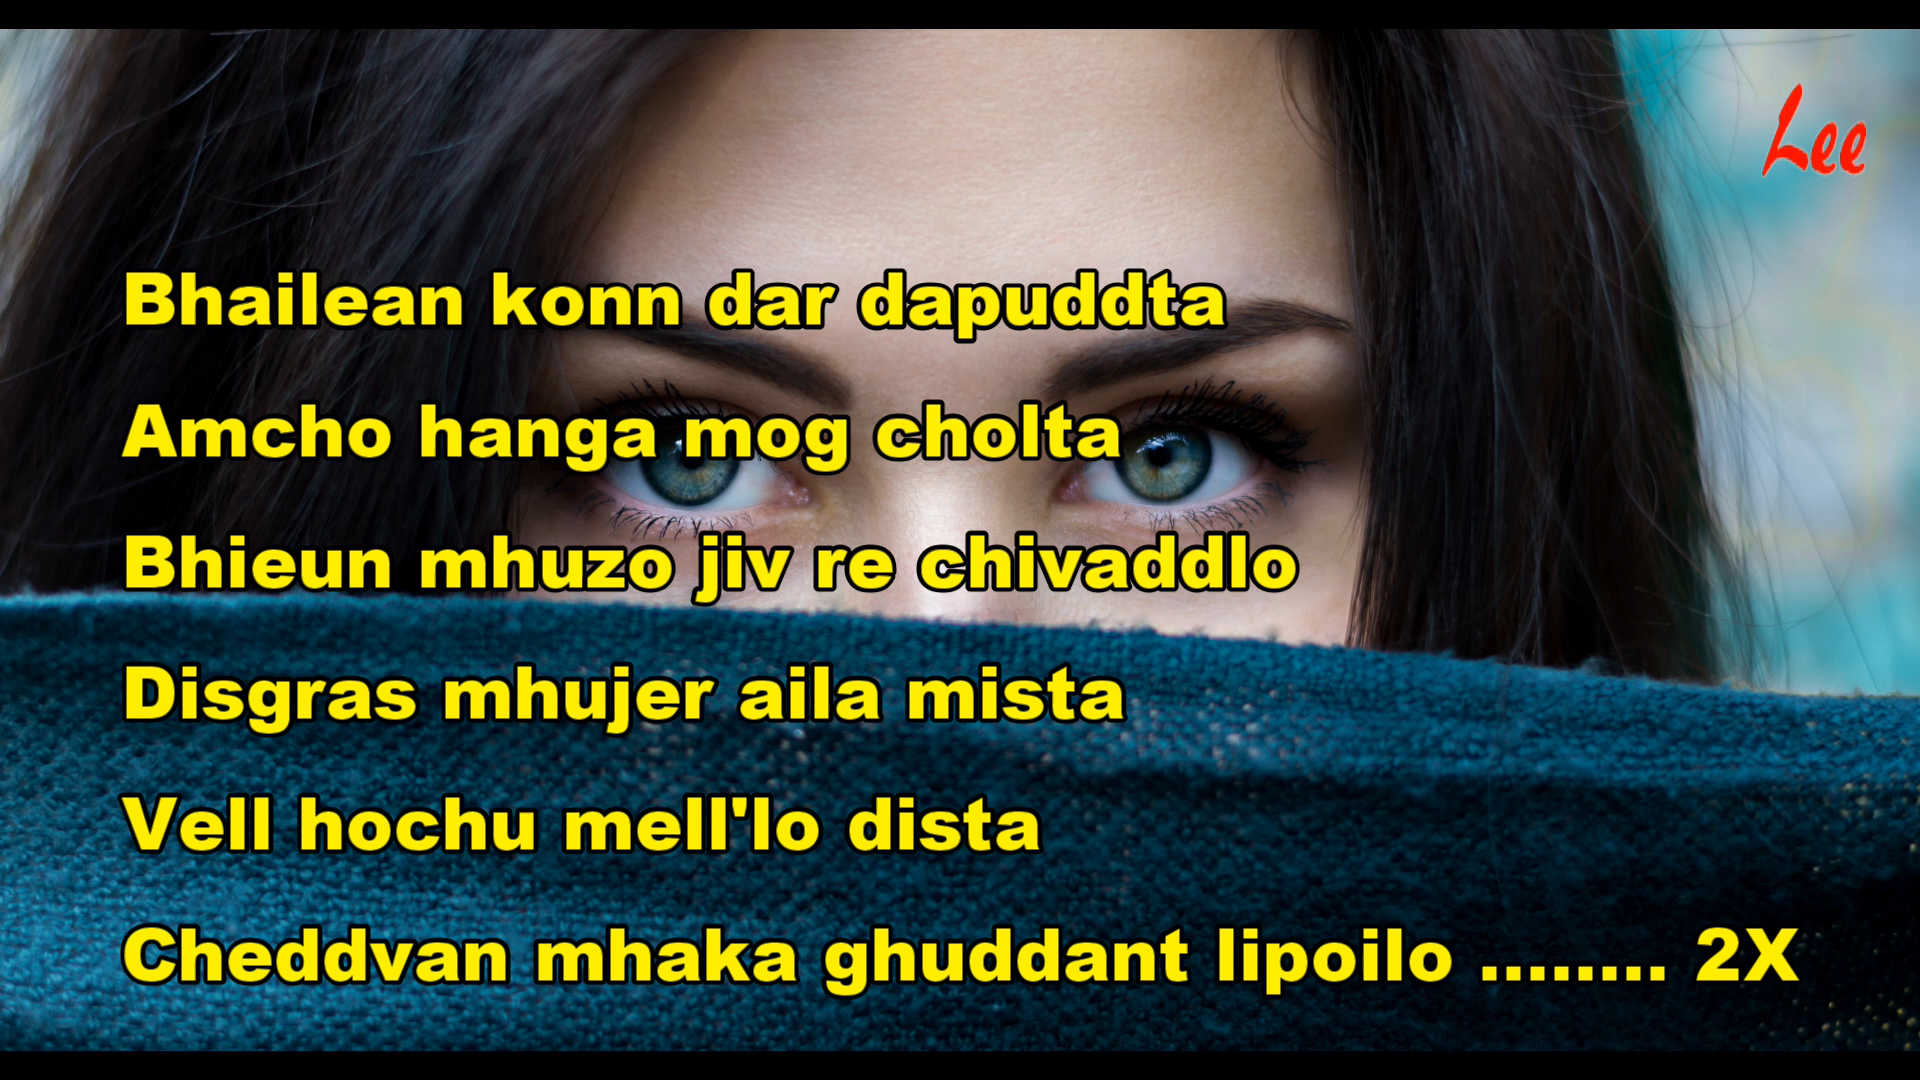 Lee
Bhailean konn dar dapuddta
Amcho hanga mog cholta
Bhieun mhuzo jiv re chivaddlo
Disgras mhujer aila mista
Vell hochu mell'lo dista
Cheddvan mhaka ghuddant lipoilo ........ 2X